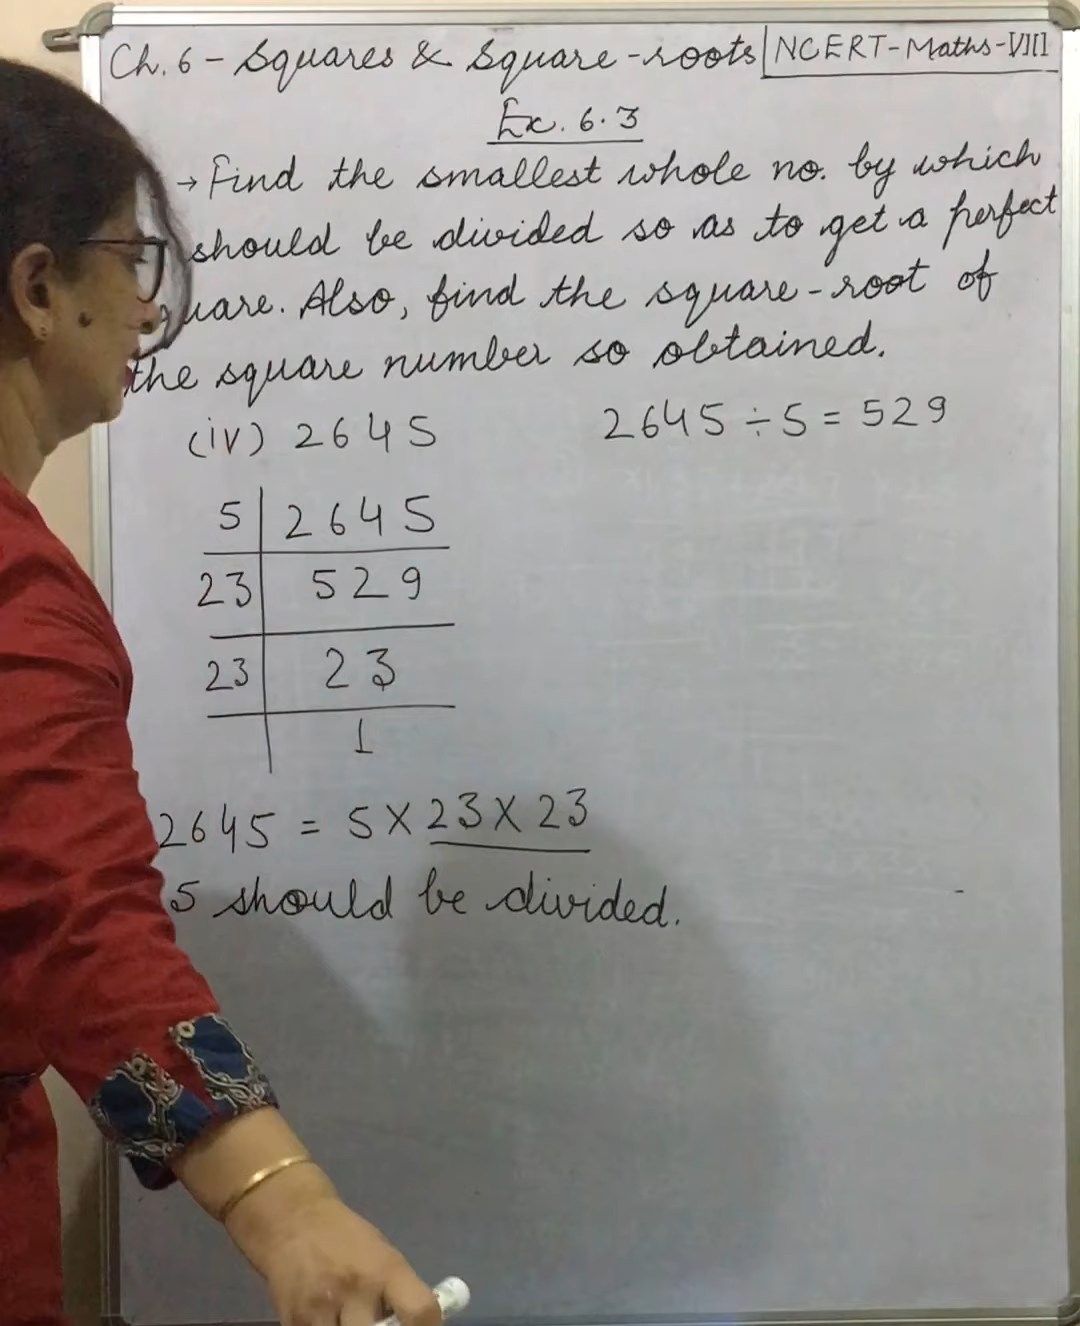 Ch. 6 - Squares & Square-roots | NCERT-Maths-VIII
Ex. 6.3
→ Find the smallest whole no. by which
should be divided so as to get a perfect
uare. Also, find the square-root of
the square number so obtained.
(iv) 2645
2645 ÷ 5 = 529
5 | 2645
23 | 529
23 | 23
1
2645 = 5 × 23 × 23
5 should be divided.